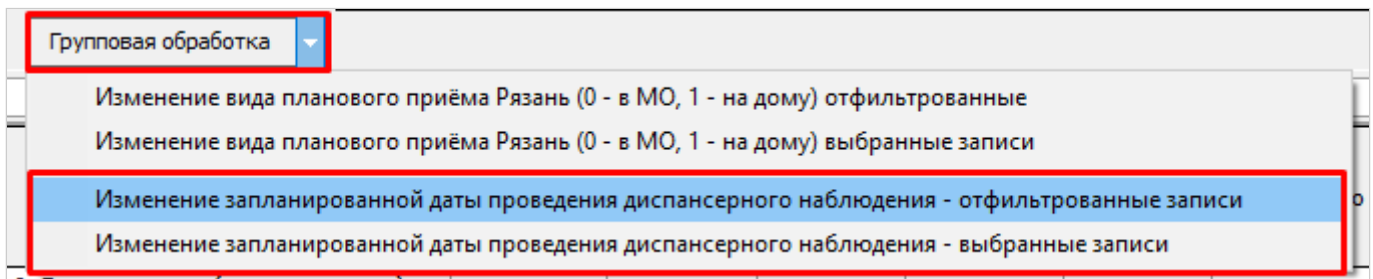 Групповая обработка
Изменение вида планового приёма Рязань (0 - в МО, 1 - на дому) отфильтрованные
Изменение вида планового приёма Рязань (0 - в МО, 1 - на дому) выбранные записи
Изменение запланированной даты проведения диспансерного наблюдения - отфильтрованные записи
Изменение запланированной даты проведения диспансерного наблюдения - выбранные записи